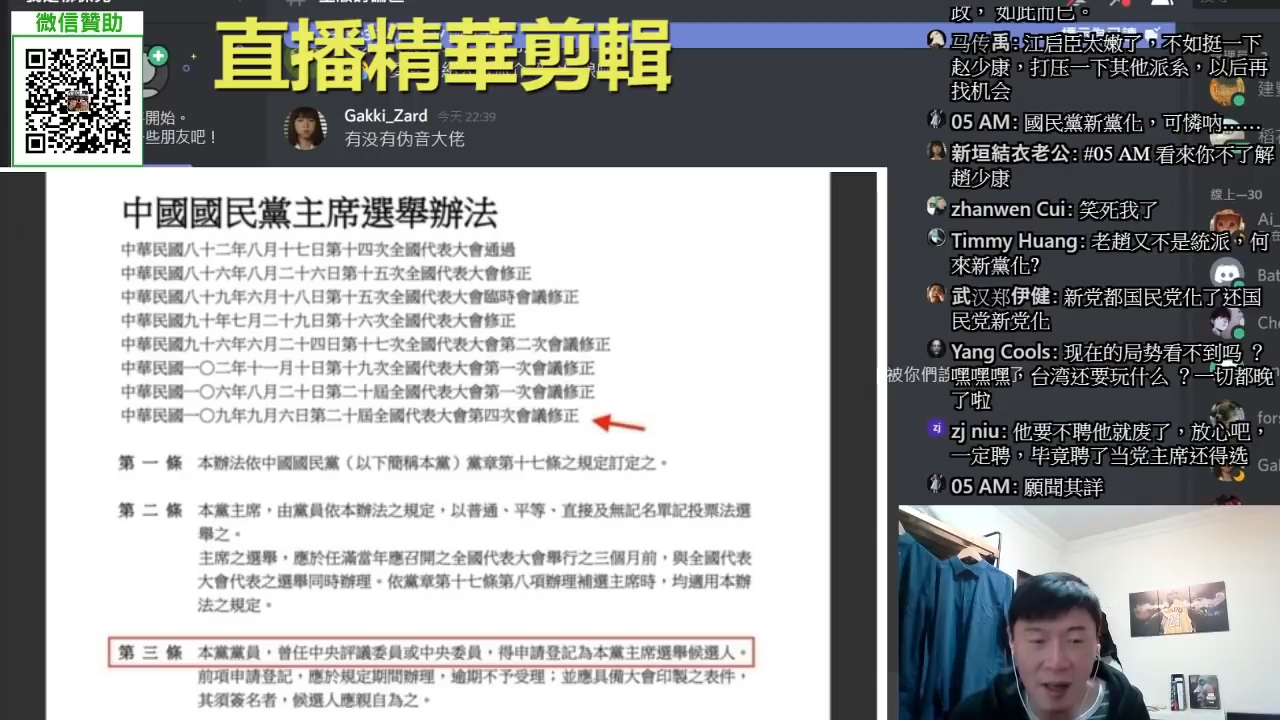 微信贊助
直播精華剪輯
開始。
些朋友吧！
Gakki_Zard 今天 22:39
有没有伪音大佬
中國國民黨主席選舉辦法
中華民國八十二年八月十七日第十四次全國代表大會通過
中華民國八十六年八月二十六日第十五次全國代表大會修正
中華民國八十九年六月十八日第十五次全國代表大會臨時會議修正
中華民國九十年七月二十九日第十六次全國代表大會修正
中華民國九十六年六月二十四日第十七次全國代表大會第二次會議修正
中華民國一〇二年十一月十日第十九次全國代表大會第一次會議修正
中華民國一〇六年八月二十日第二十屆全國代表大會第一次會議修正
中華民國一〇九年九月六日第二十屆全國代表大會第四次會議修正
第 一 條 本辦法依中國國民黨（以下簡稱本黨）黨章第十七條之規定訂定之。
第 二 條 本黨主席，由黨員依本辦法之規定，以普通、平等、直接及無記名單記投票法選
舉之。
主席之選舉，應於任滿當年應召開之全國代表大會舉行之三個月前，與全國代表
大會代表之選舉同時辦理。依黨章第十七條第八項辦理補選主席時，均適用本辦
法之規定。
第 三 條 本黨黨員，曾任中央評議委員或中央委員，得申請登記為本黨主席選舉候選人。
前項申請登記，應於規定期間辦理，逾期不予受理；並應具備大會印製之表件，
其須簽名者，候選人應親自為之。
政， 如此而已。
马传禹: 江启臣太嫩了，不如挺一下
赵少康，打压一下其他派系，以后再
找机会
05 AM: 國民黨新黨化，可憐吶……
新垣結衣老公: #05 AM 看來你不了解
趙少康
zhanwen Cui: 笑死我了
Timmy Huang: 老趙又不是統派，何
來新黨化?
武汉郑伊健: 新党都国民党化了还国
民党新党化
Yang Cools: 现在的局势看不到吗 ？
嘿嘿嘿，台湾还要玩什么 ？一切都晚
了啦
zj niu: 他要不聘他就废了，放心吧，
一定聘，毕竟聘了当党主席还得选
05 AM: 願聞其詳
被你們說
線上—30
Ai_
Bat
Ch
fors
Gal
zj